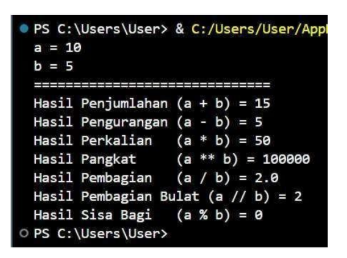 PS C:\Users\User> & C:/Users/User/App
a = 10
b = 5
==============================
Hasil Penjumlahan (a + b) = 15
Hasil Pengurangan (a - b) = 5
Hasil Perkalian   (a * b) = 50
Hasil Pangkat     (a ** b) = 100000
Hasil Pembagian   (a / b) = 2.0
Hasil Pembagian Bulat (a // b) = 2
Hasil Sisa Bagi   (a % b) = 0
PS C:\Users\User>